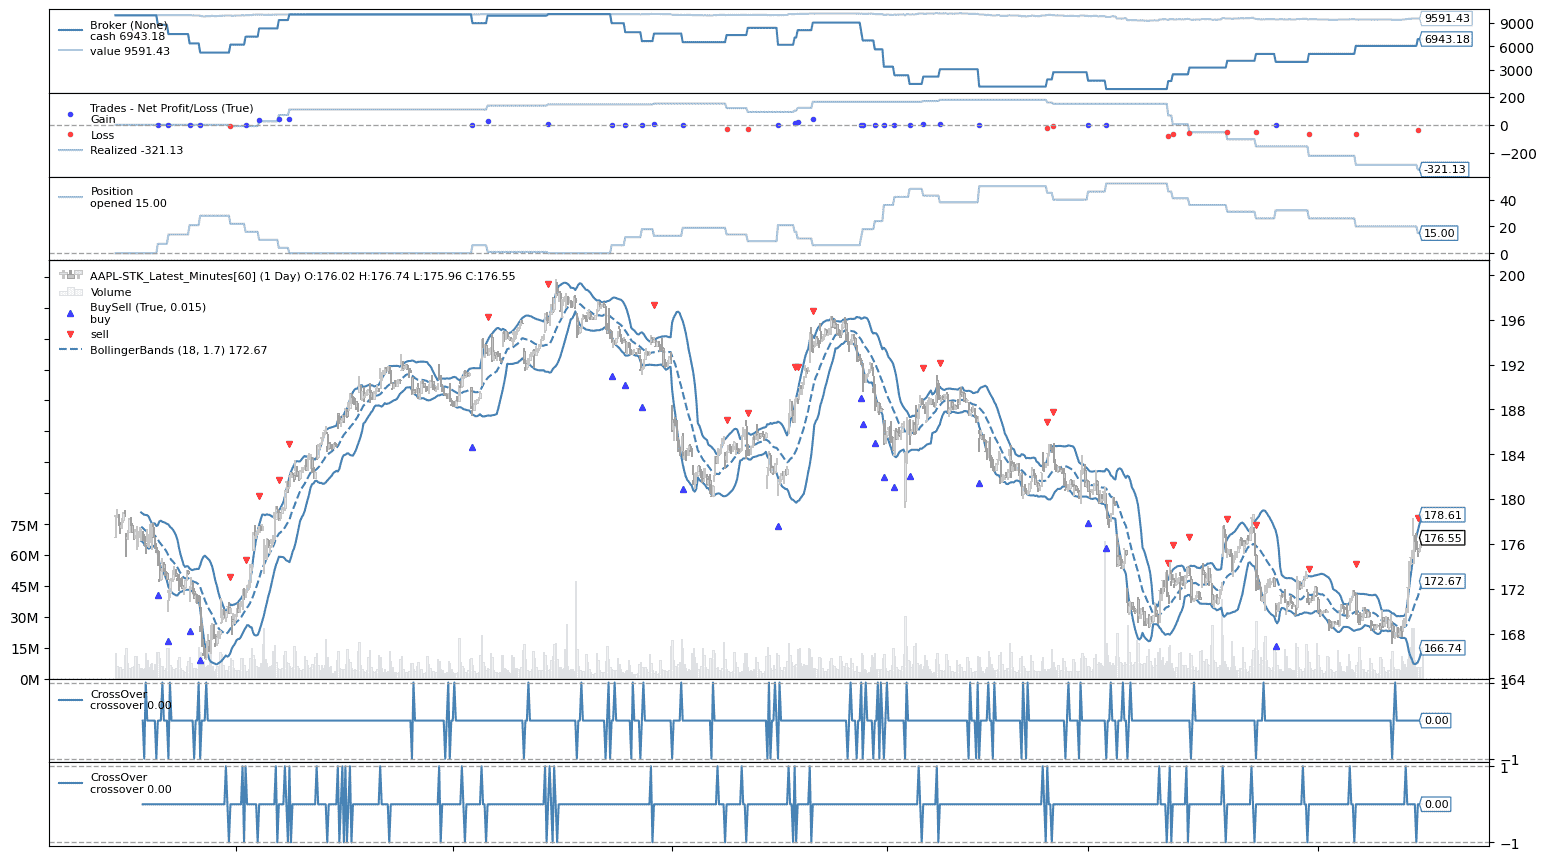 Broker (None)
cash 6943.18
value 9591.43
9591.43
6943.18
9000
6000
3000
Trades - Net Profit/Loss (True)
Gain
Loss
Realized -321.13
-321.13
200
0
−200
Position
opened 15.00
15.00
40
20
0
AAPL-STK_Latest_Minutes[60] (1 Day) O:176.02 H:176.74 L:175.96 C:176.55
Volume
BuySell (True, 0.015)
buy
sell
BollingerBands (18, 1.7) 172.67
75M
60M
45M
30M
15M
0M
178.61
176.55
172.67
166.74
200
196
192
188
184
180
176
172
168
164
CrossOver
crossover 0.00
0.00
1
−1
CrossOver
crossover 0.00
0.00
1
−1